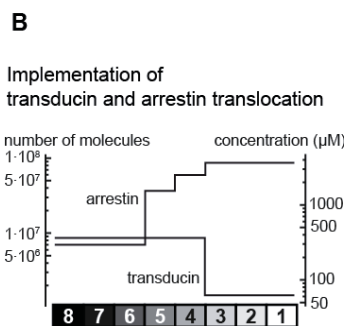 B
Implementation of
transducin and arrestin translocation
number of molecules
concentration (µM)
1·10⁸
5·10⁷
1·10⁷
5·10⁶
arrestin
transducin
1000
500
100
50
8 7 6 5 4 3 2 1